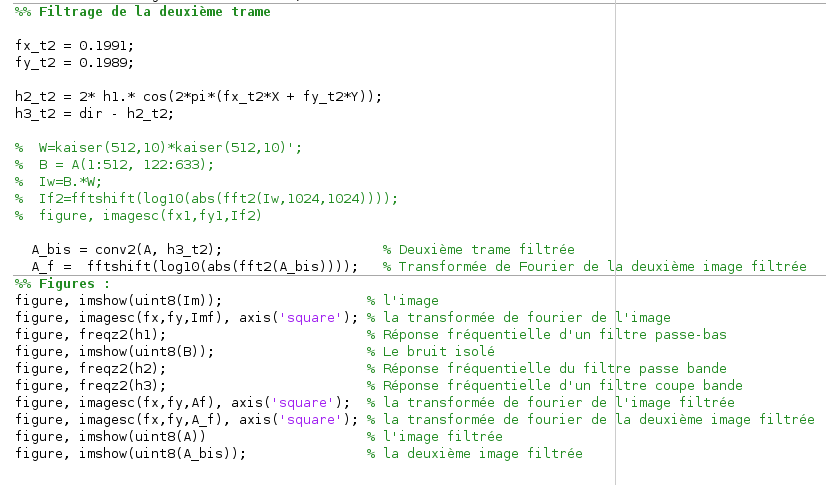 %% Filtrage de la deuxième trame
fx_t2 = 0.1991;
fy_t2 = 0.1989;
h2_t2 = 2* h1.* cos(2*pi*(fx_t2*X + fy_t2*Y));
h3_t2 = dir - h2_t2;
%  W=kaiser(512,10)*kaiser(512,10)';
%  B = A(1:512, 122:633);
%  Iw=B.*W;
%  If2=fftshift(log10(abs(fft2(Iw,1024,1024))));
%  figure, imagesc(fx1,fy1,If2)
A_bis = conv2(A, h3_t2); % Deuxième trame filtrée
A_f =  fftshift(log10(abs(fft2(A_bis)))); % Transformée de Fourier de la deuxième image filtrée
%% Figures :
figure, imshow(uint8(Im)); % l'image
figure, imagesc(fx,fy,Imf), axis('square'); % la transformée de fourier de l'image
figure, freqz2(h1); % Réponse fréquentielle d'un filtre passe-bas
figure, imshow(uint8(B)); % Le bruit isolé
figure, freqz2(h2); % Réponse fréquentielle du filtre passe bande
figure, freqz2(h3); % Réponse fréquentielle d'un filtre coupe bande
figure, imagesc(fx,fy,Af), axis('square'); % la transformée de fourier de l'image filtrée
figure, imagesc(fx,fy,A_f), axis('square'); % la transformée de fourier de la deuxième image filtrée
figure, imshow(uint8(A)) % l'image filtrée
figure, imshow(uint8(A_bis)); % la deuxième image filtrée